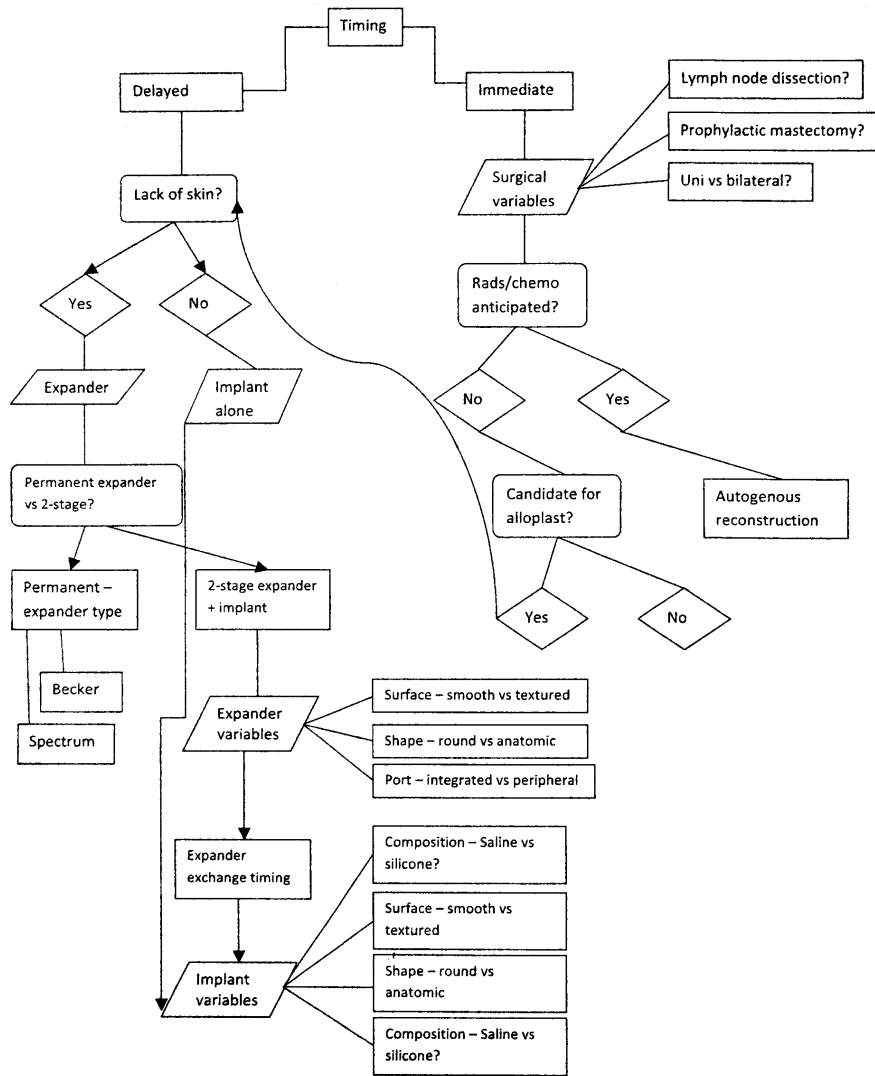 Timing
Delayed
Immediate
Lymph node dissection?
Prophylactic mastectomy?
Uni vs bilateral?
Surgical
variables
Lack of skin?
Rads/chemo
anticipated?
Yes
No
Expander
Implant
alone
No
Yes
Permanent expander
vs 2-stage?
Candidate for
alloplast?
Autogenous
reconstruction
Permanent –
expander type
2-stage expander
+ implant
Yes
No
Becker
Spectrum
Expander
variables
Surface – smooth vs textured
Shape – round vs anatomic
Port – integrated vs peripheral
Expander
exchange timing
Composition – Saline vs
silicone?
Surface – smooth vs
textured
Implant
variables
Shape – round vs
anatomic
Composition – Saline vs
silicone?